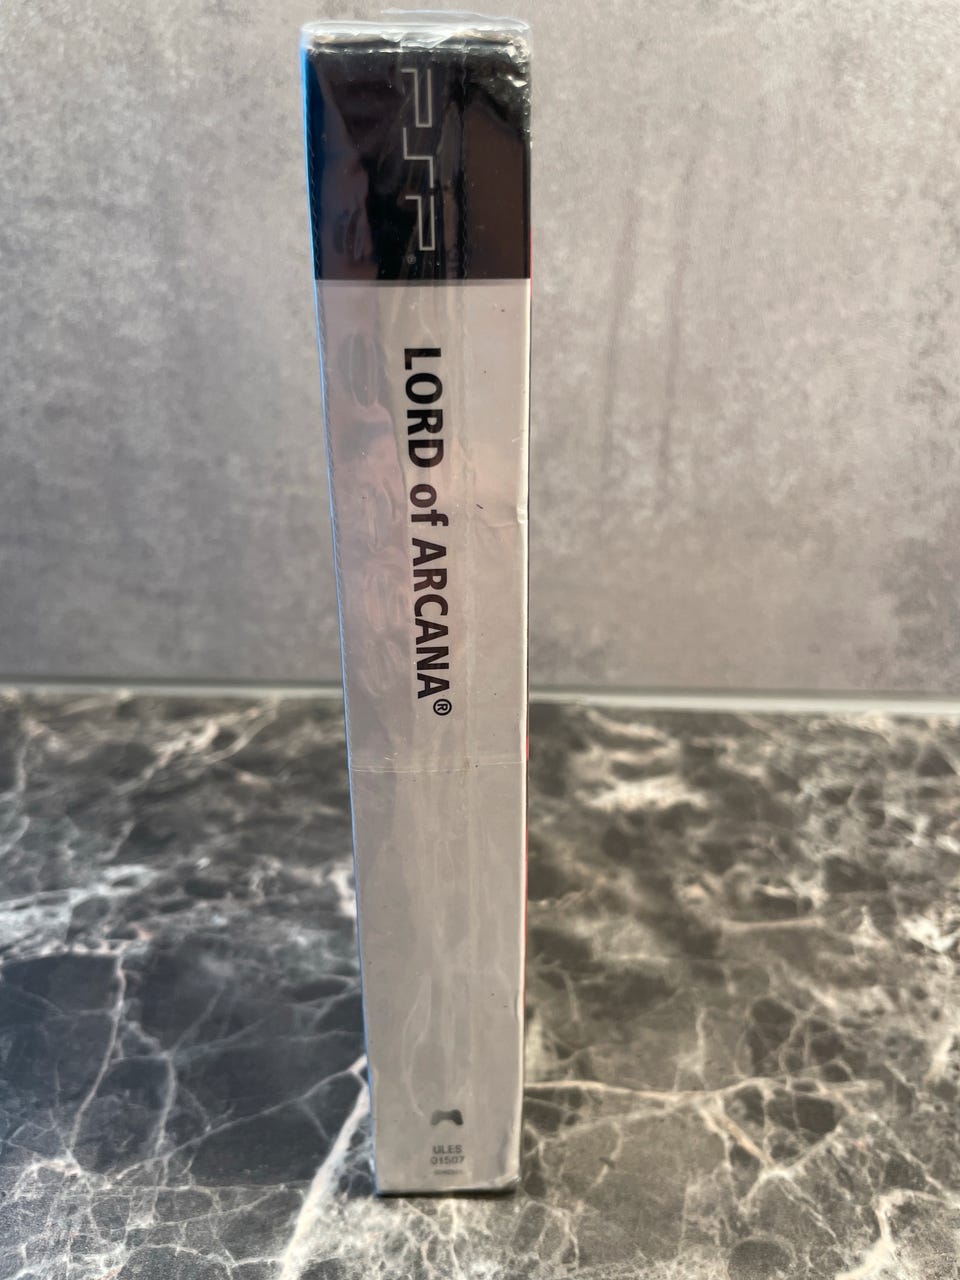 PSP®
LORD of ARCANA®
ULES
01507